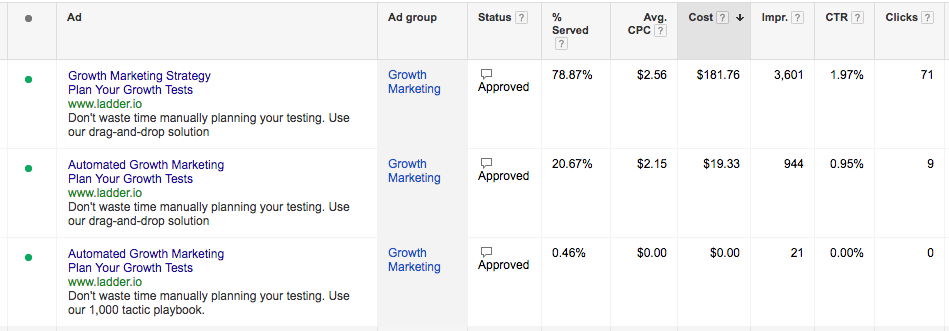 Ad Ad group Status ? % Served ? Avg. CPC ? Cost ? ↓ Impr. ? CTR ? Clicks ?
Growth Marketing Strategy
Plan Your Growth Tests
www.ladder.io
Don't waste time manually planning your testing. Use
our drag-and-drop solution
Growth
Marketing
Approved
78.87% $2.56 $181.76 3,601 1.97% 71
Automated Growth Marketing
Plan Your Growth Tests
www.ladder.io
Don't waste time manually planning your testing. Use
our drag-and-drop solution
Growth
Marketing
Approved
20.67% $2.15 $19.33 944 0.95% 9
Automated Growth Marketing
Plan Your Growth Tests
www.ladder.io
Don't waste time manually planning your testing. Use
our 1,000 tactic playbook.
Growth
Marketing
Approved
0.46% $0.00 $0.00 21 0.00% 0